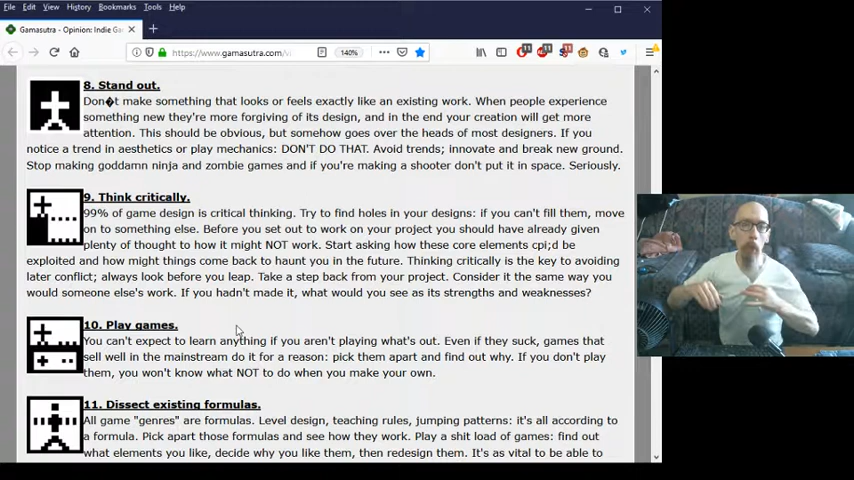 File Edit View History Bookmarks Tools Help
Gamasutra - Opinion: Indie Ga
https://www.gamasutra.com/vi
140%
11 11 11
8. Stand out.
Don�t make something that looks or feels exactly like an existing work. When people experience
something new they're more forgiving of its design, and in the end your creation will get more
attention. This should be obvious, but somehow goes over the heads of most designers. If you
notice a trend in aesthetics or play mechanics: DON'T DO THAT. Avoid trends; innovate and break new ground.
Stop making goddamn ninja and zombie games and if you're making a shooter don't put it in space. Seriously.
9. Think critically.
99% of game design is critical thinking. Try to find holes in your designs: if you can't fill them, move
on to something else. Before you set out to work on your project you should have already given
plenty of thought to how it might NOT work. Start asking how these core elements cpi;d be
exploited and how might things come back to haunt you in the future. Thinking critically is the key to avoiding
later conflict; always look before you leap. Take a step back from your project. Consider it the same way you
would someone else's work. If you hadn't made it, what would you see as its strengths and weaknesses?
10. Play games.
You can't expect to learn anything if you aren't playing what's out. Even if they suck, games that
sell well in the mainstream do it for a reason: pick them apart and find out why. If you don't play
them, you won't know what NOT to do when you make your own.
11. Dissect existing formulas.
All game "genres" are formulas. Level design, teaching rules, jumping patterns: it's all according to
a formula. Pick apart those formulas and see how they work. Play a shit load of games: find out
what elements you like, decide why you like them, then redesign them. It's as vital to be able to